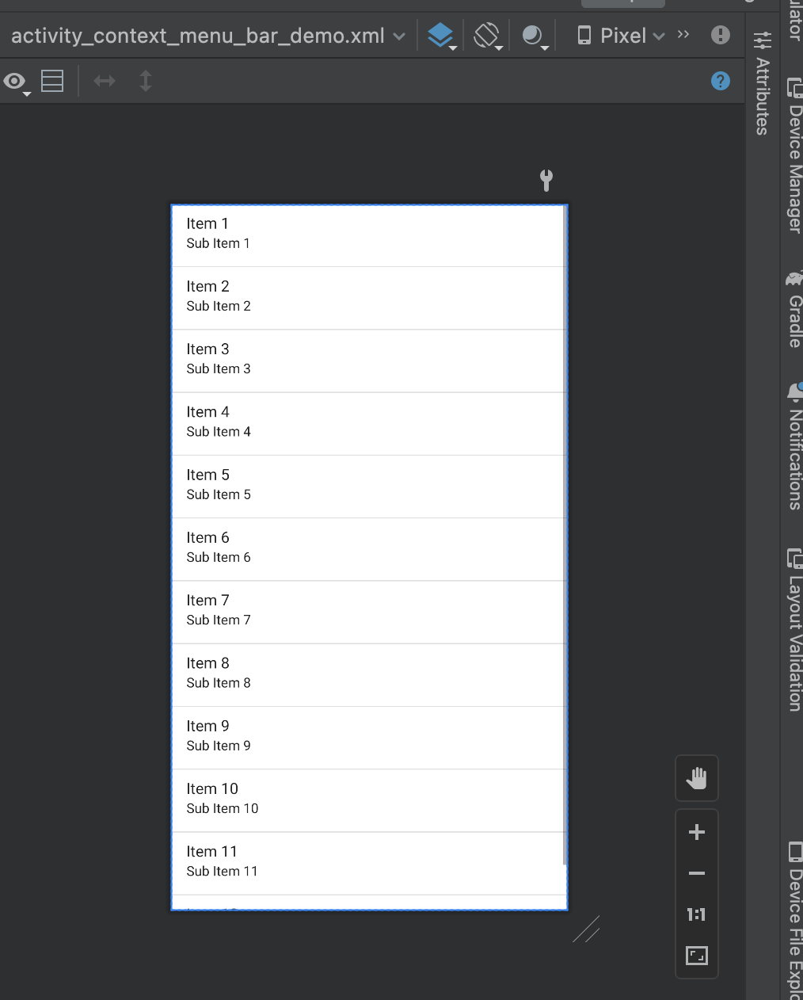 activity_context_menu_bar_demo.xml
Pixel
Item 1
Sub Item 1
Item 2
Sub Item 2
Item 3
Sub Item 3
Item 4
Sub Item 4
Item 5
Sub Item 5
Item 6
Sub Item 6
Item 7
Sub Item 7
Item 8
Sub Item 8
Item 9
Sub Item 9
Item 10
Sub Item 10
Item 11
Sub Item 11
1:1
Attributes
ulator
Device Manager
Gradle
Notifications
Layout Validation
Device File Explo